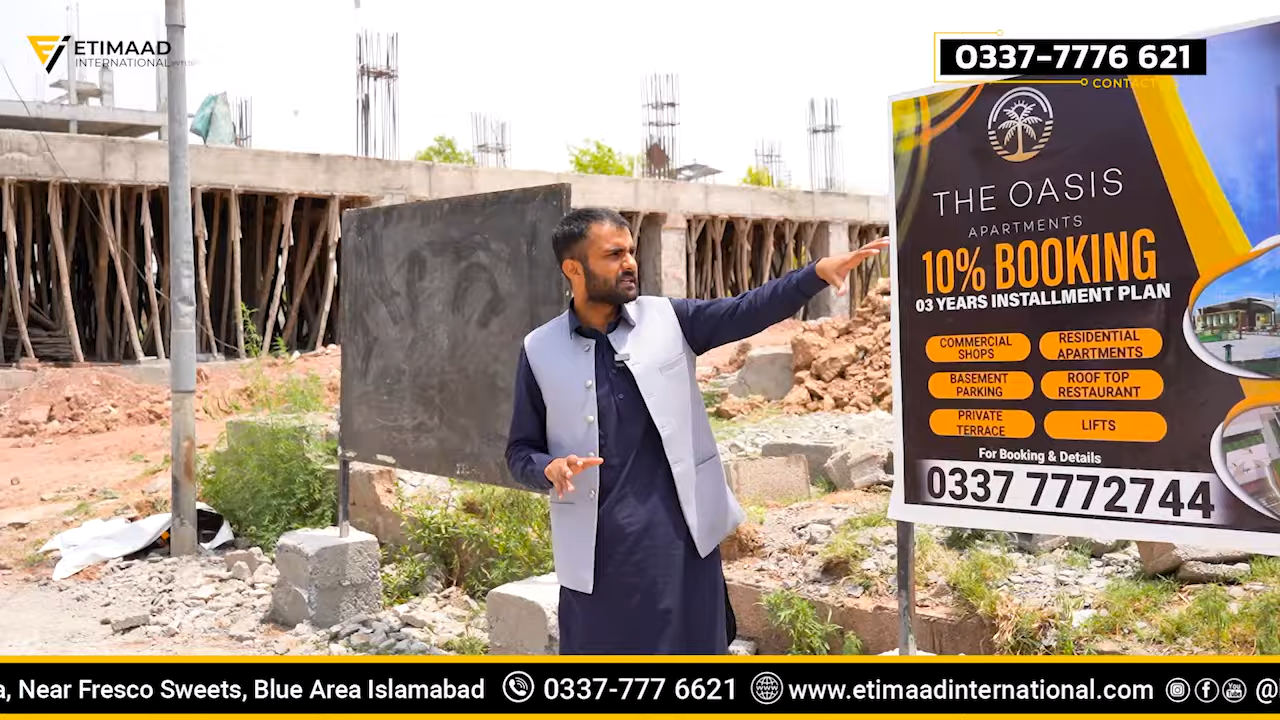 ETIMAAD
INTERNATIONAL
0337-7776 621
CONTACT
THE OASIS
APARTMENTS
10% BOOKING
03 YEARS INSTALLMENT PLAN
COMMERCIAL SHOPS
RESIDENTIAL APARTMENTS
BASEMENT PARKING
ROOF TOP RESTAURANT
PRIVATE TERRACE
LIFTS
For Booking & Details
0337 7772744
Near Fresco Sweets, Blue Area Islamabad 0337-777 6621 www.etimaadinternational.com